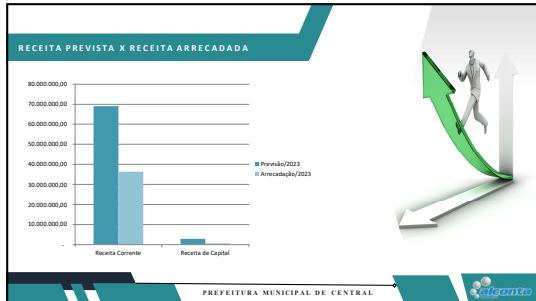 RECEITA PREVISTA X RECEITA ARRECADADA
80.000.000,00
70.000.000,00
60.000.000,00
50.000.000,00
40.000.000,00
30.000.000,00
20.000.000,00
10.000.000,00
-
Receita Corrente
Receita de Capital
Previsão/2023
Arrecadação/2023
PREFEITURA MUNICIPAL DE CENTRAL
alconta